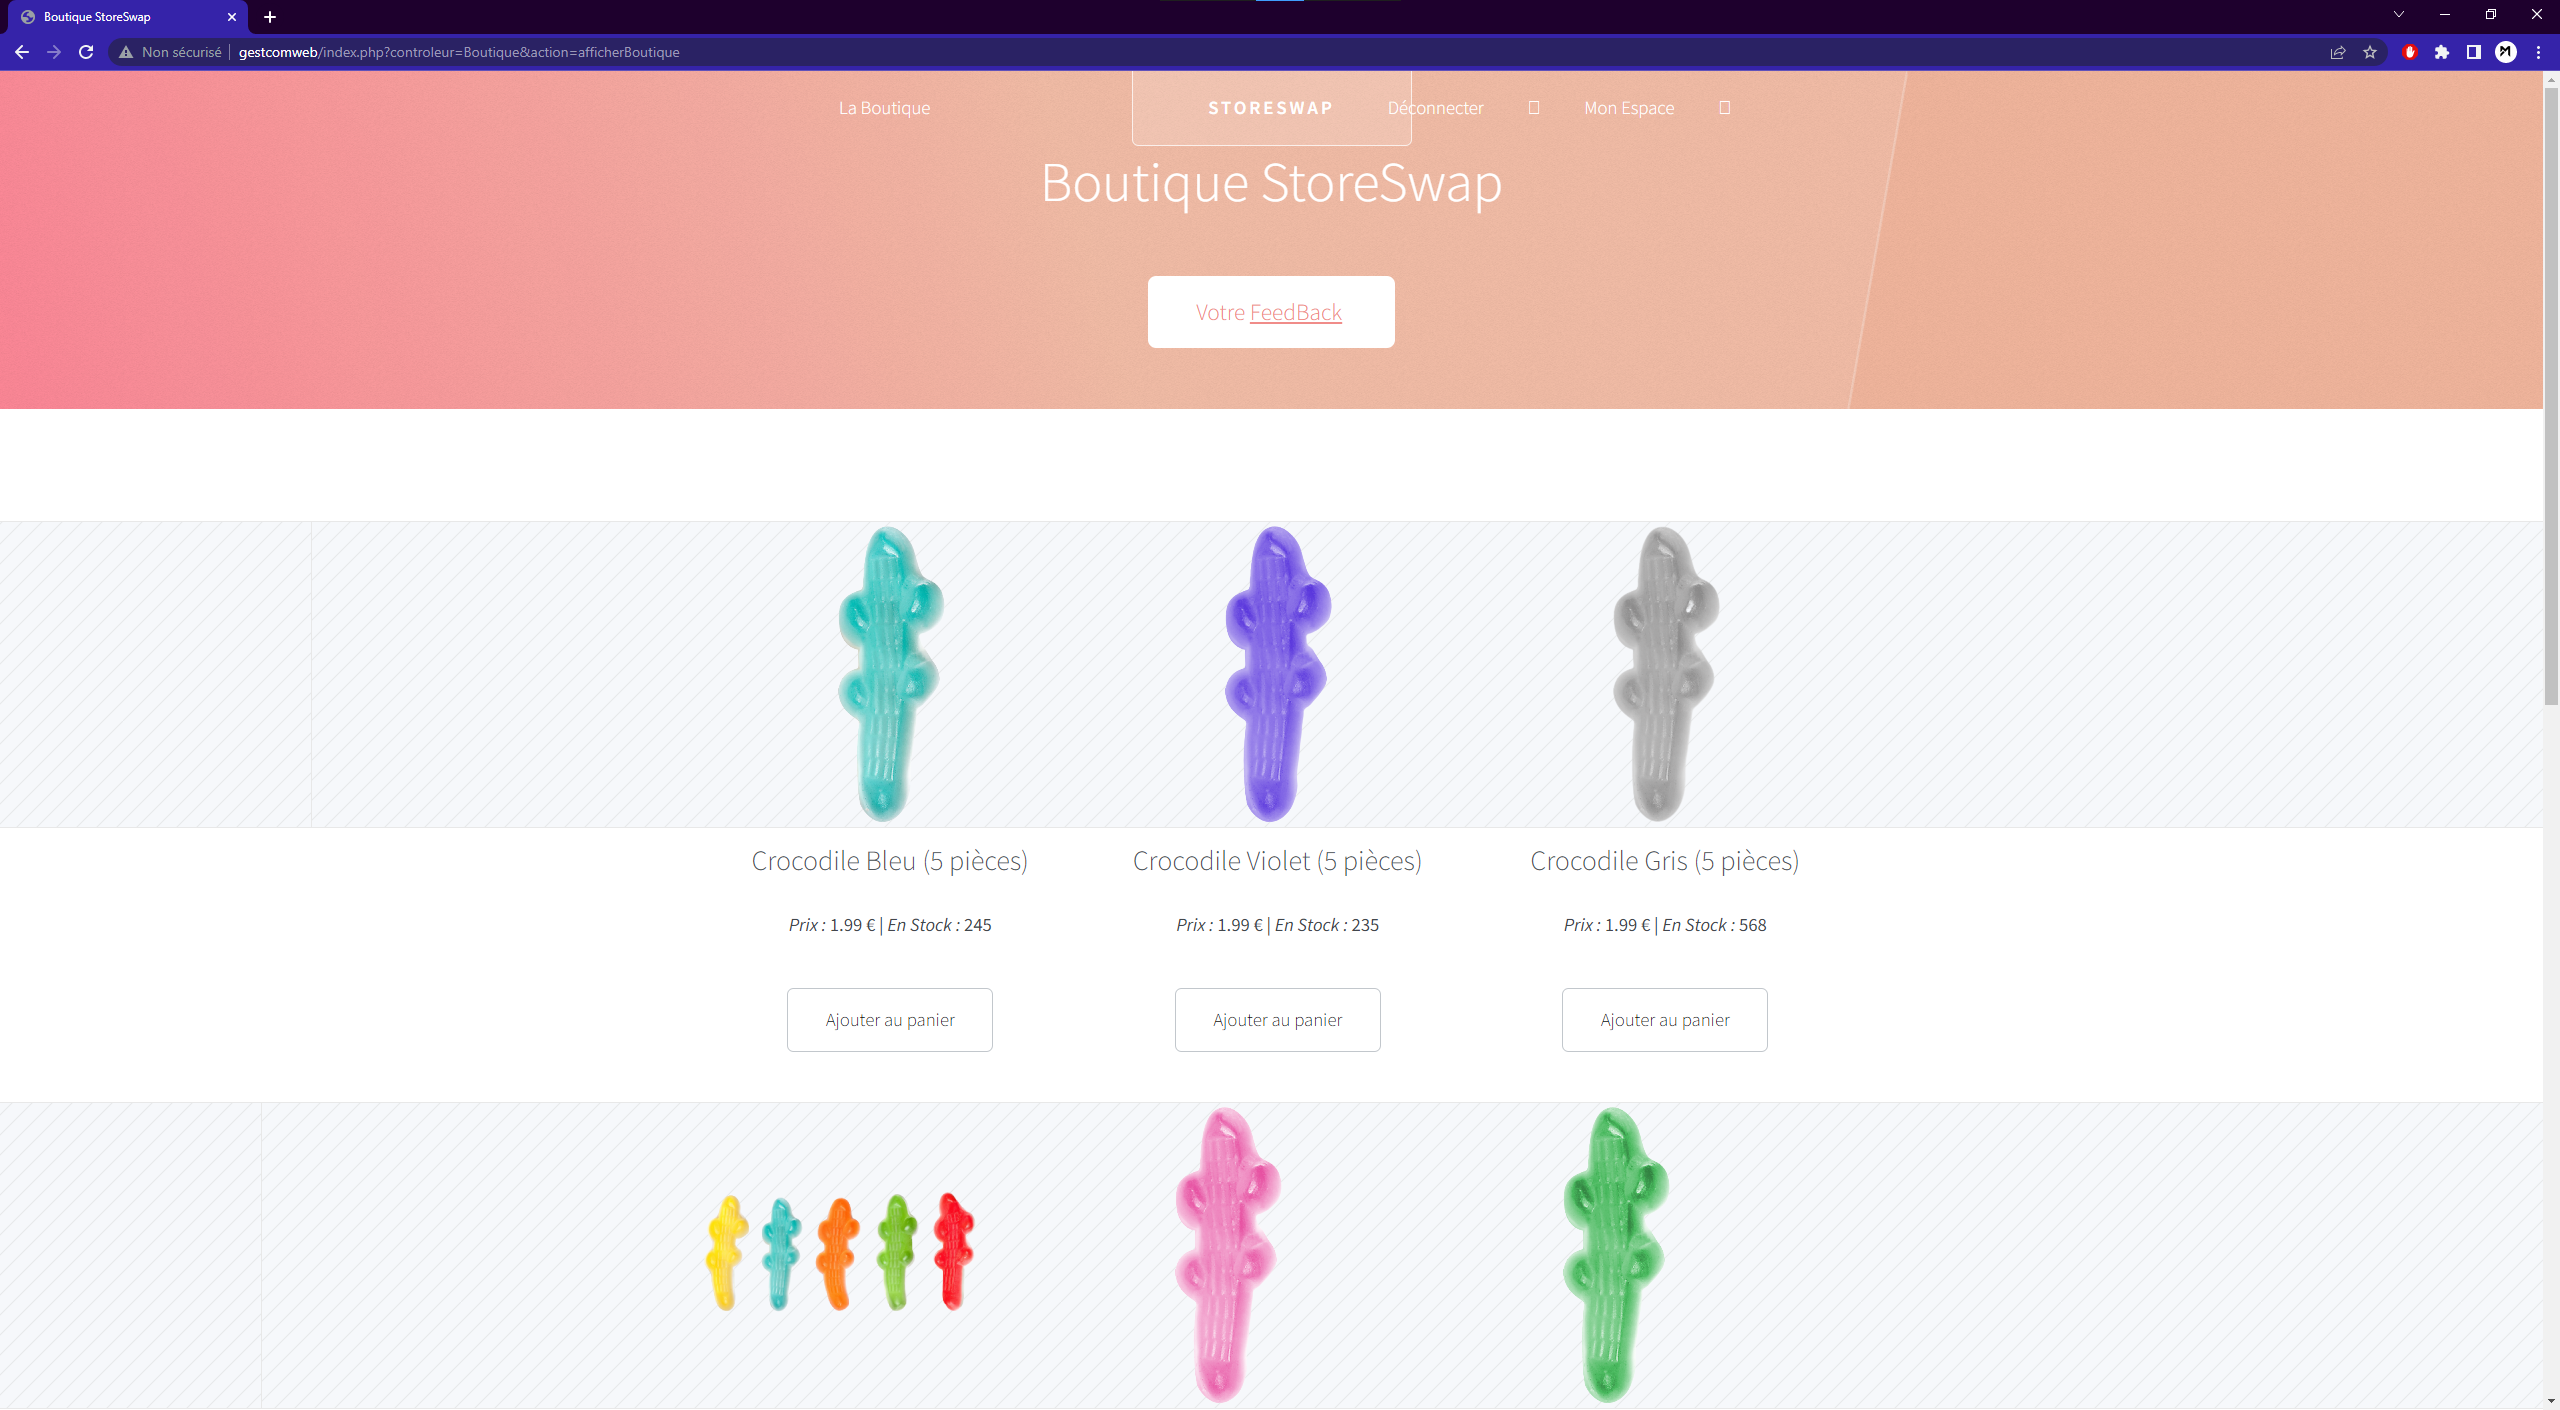 Boutique StoreSwap
Non sécurisé | gestcomweb/index.php?controleur=Boutique&action=afficherBoutique
La Boutique
STORESWAP
Déconnecter
Mon Espace
Boutique StoreSwap
Votre FeedBack
Crocodile Bleu (5 pièces)
Prix : 1.99 € | En Stock : 245
Ajouter au panier
Crocodile Violet (5 pièces)
Prix : 1.99 € | En Stock : 235
Ajouter au panier
Crocodile Gris (5 pièces)
Prix : 1.99 € | En Stock : 568
Ajouter au panier